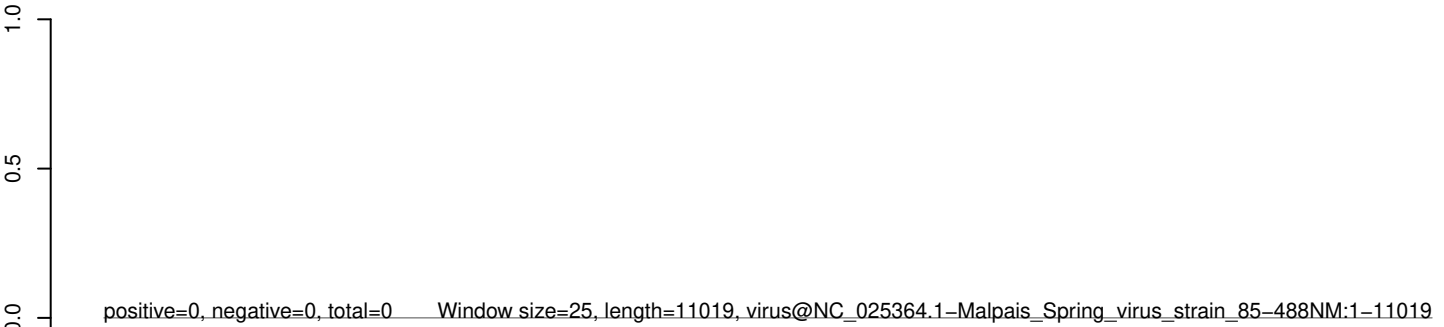 1.0
0.5
0.0
positive=0, negative=0, total=0 Window size=25, length=11019, virus@NC_025364.1−Malpais_Spring_virus_strain_85−488NM:1−11019